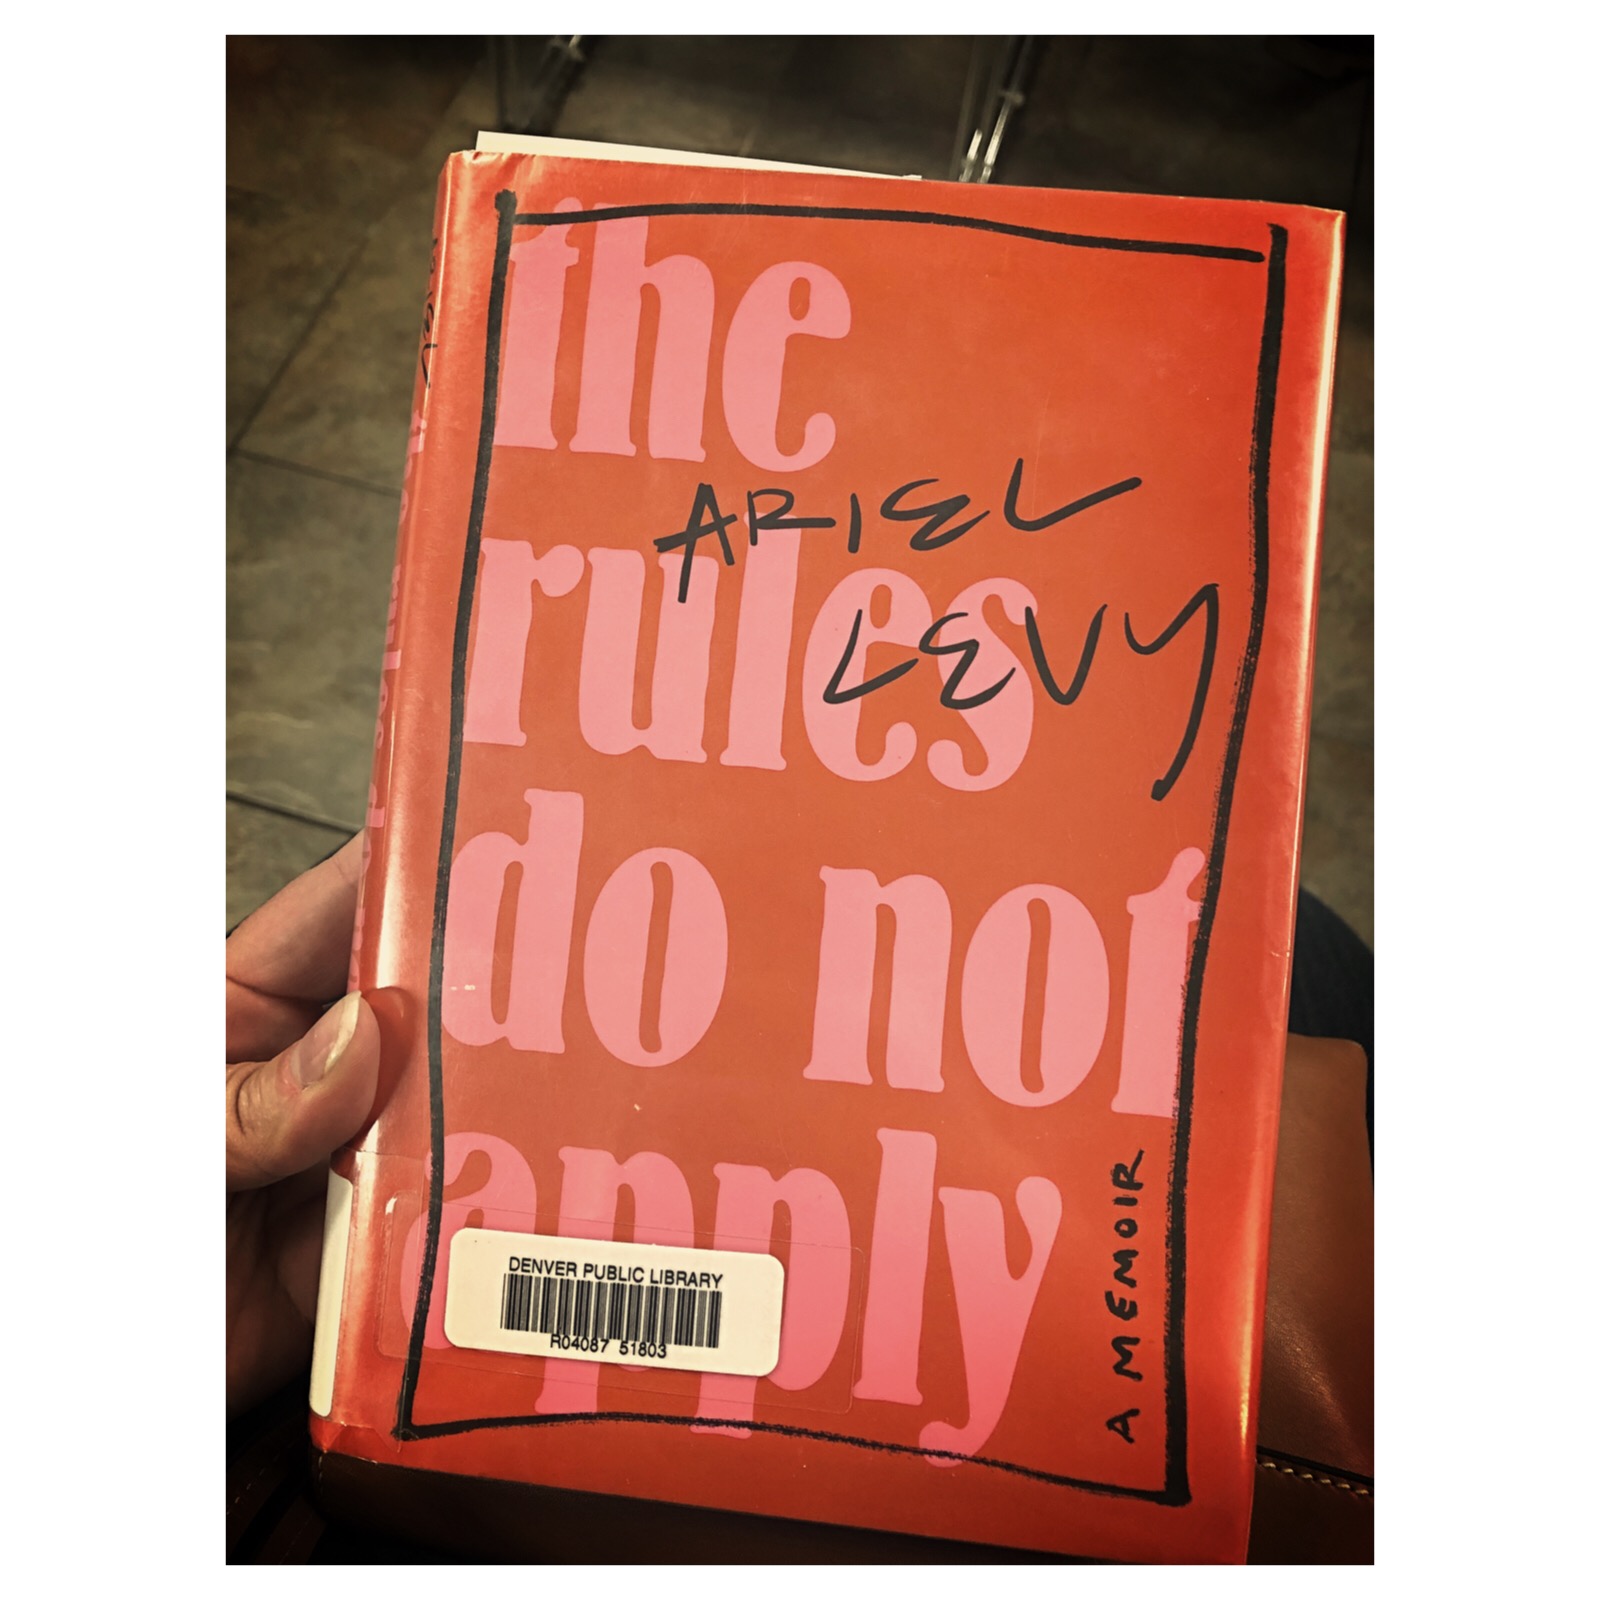 the
ARIEL
rules
LEVY
do not
apply
A MEMOIR
DENVER PUBLIC LIBRARY
R04087 51803